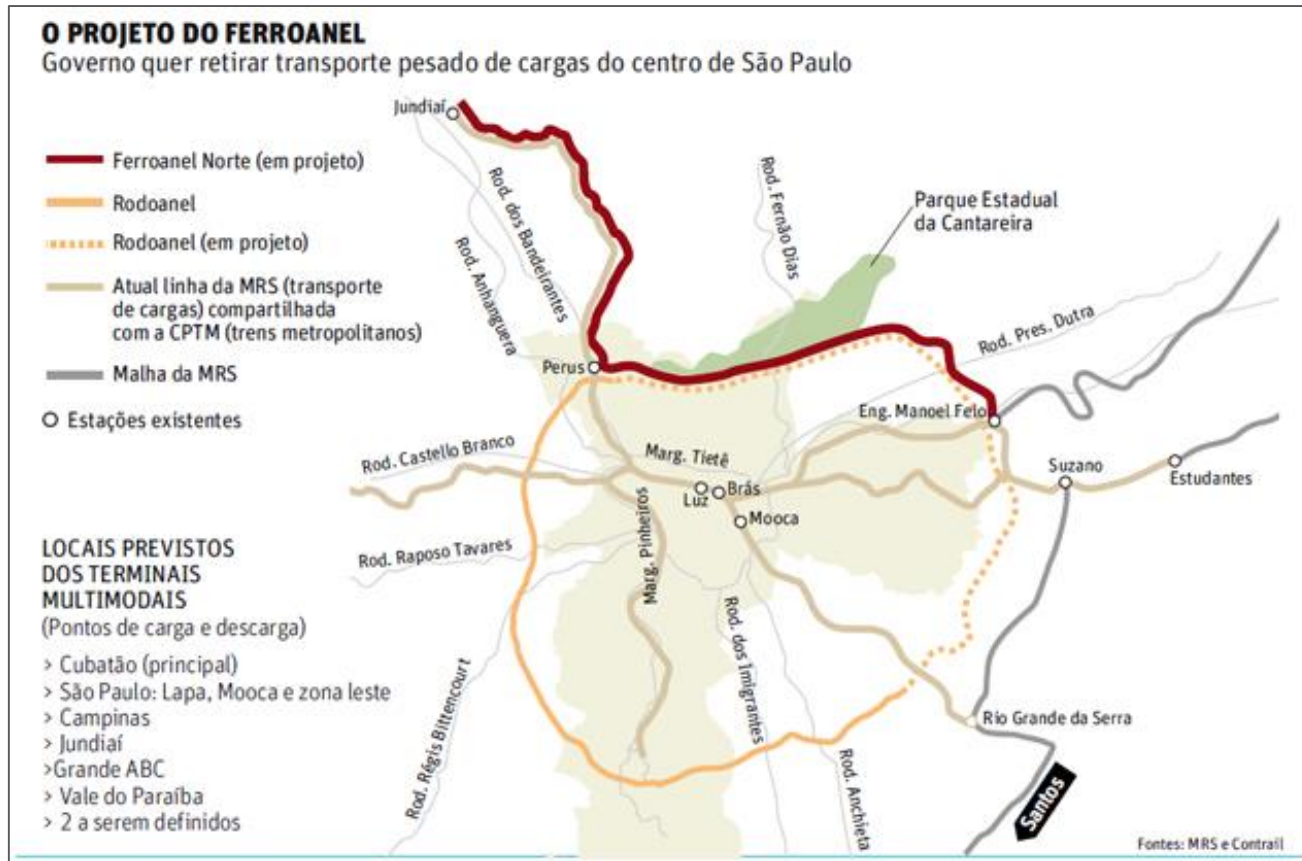 O PROJETO DO FERROANEL
Governo quer retirar transporte pesado de cargas do centro de São Paulo
Ferroanel Norte (em projeto)
Rodoanel
Rodoanel (em projeto)
Atual linha da MRS (transporte
de cargas) compartilhada
com a CPTM (trens metropolitanos)
Malha da MRS
Estações existentes
LOCAIS PREVISTOS
DOS TERMINAIS
MULTIMODAIS
(Pontos de carga e descarga)
> Cubatão (principal)
> São Paulo: Lapa, Mooca e zona leste
> Campinas
> Jundiaí
>Grande ABC
> Vale do Paraíba
> 2 a serem definidos
Jundiaí
Rod. dos Bandeirantes
Rod. Anhanguera
Rod. Fernão Dias
Parque Estadual
da Cantareira
Rod. Pres. Dutra
Perus
Eng. Manoel Feio
Rod. Castello Branco
Marg. Tietê
Suzano
Estudantes
Luz
Brás
Mooca
Marg. Pinheiros
Rod. Raposo Tavares
Rod. Régis Bittencourt
Rod. dos Imigrantes
Rod. Anchieta
Rio Grande da Serra
Santos
Fontes: MRS e Contrail